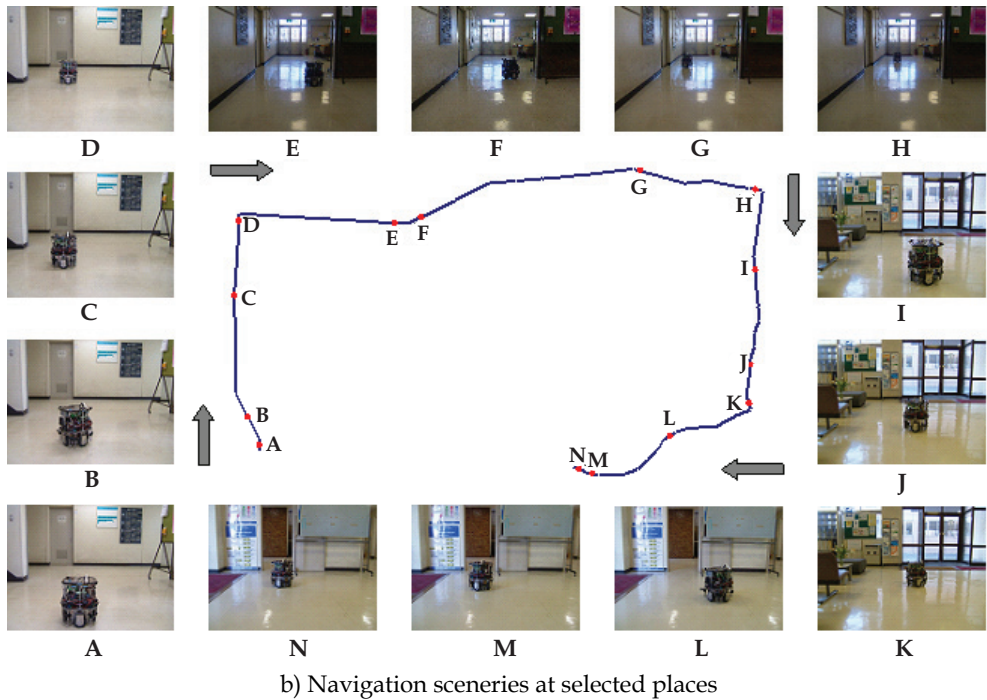 D E F G H
G
H
D
E F
C I
I
C
J
K
B L
A
N M
B J
A N M L K
b) Navigation sceneries at selected places